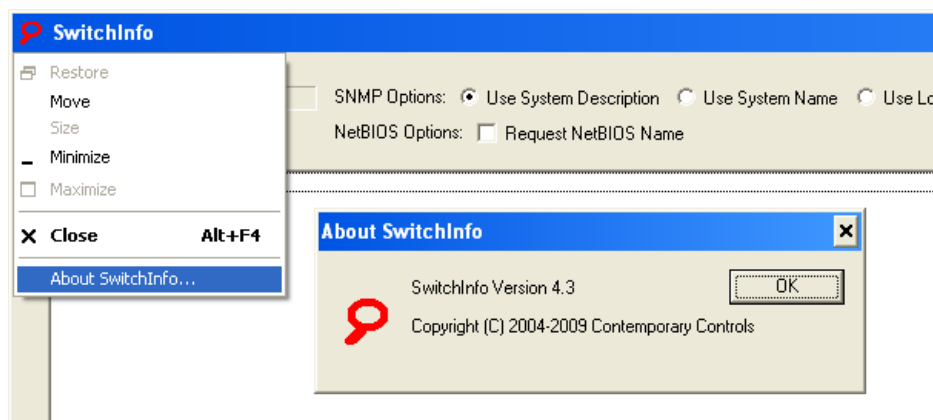 SwitchInfo
Restore
Move
Size
Minimize
Maximize
Close Alt+F4
About SwitchInfo...
SNMP Options: Use System Description Use System Name Use
NetBIOS Options: Request NetBIOS Name
About SwitchInfo
SwitchInfo Version 4.3
OK
Copyright (C) 2004-2009 Contemporary Controls